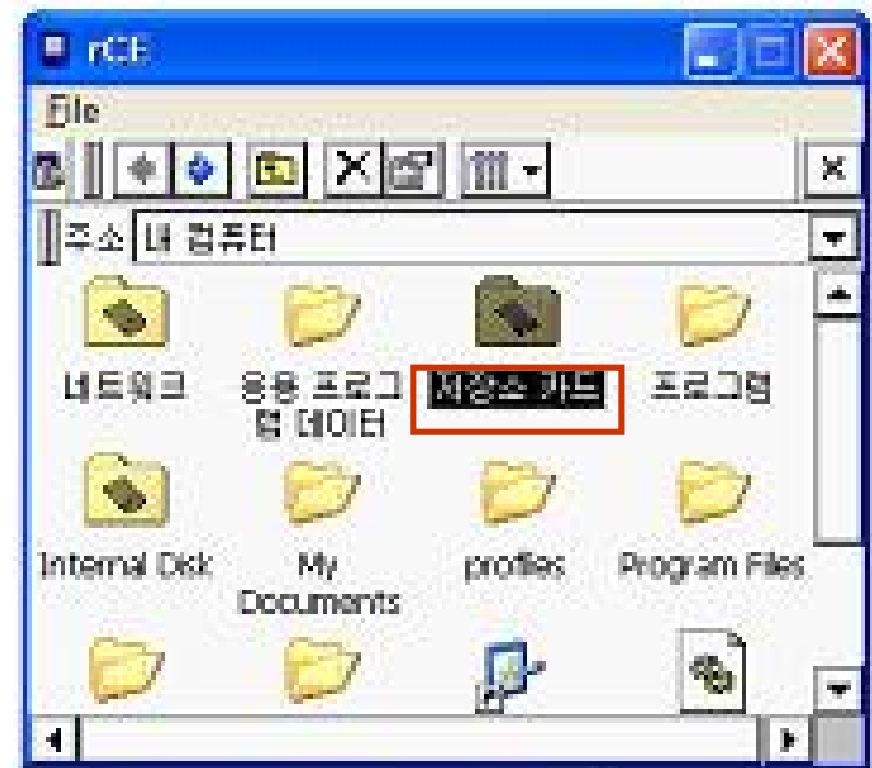 rCE
File
주소 내 컴퓨터
네트워크
응용 프로그
램 데이터
저장소 카드
프로그램
Internal Disk
My
Documents
profiles
Program Files